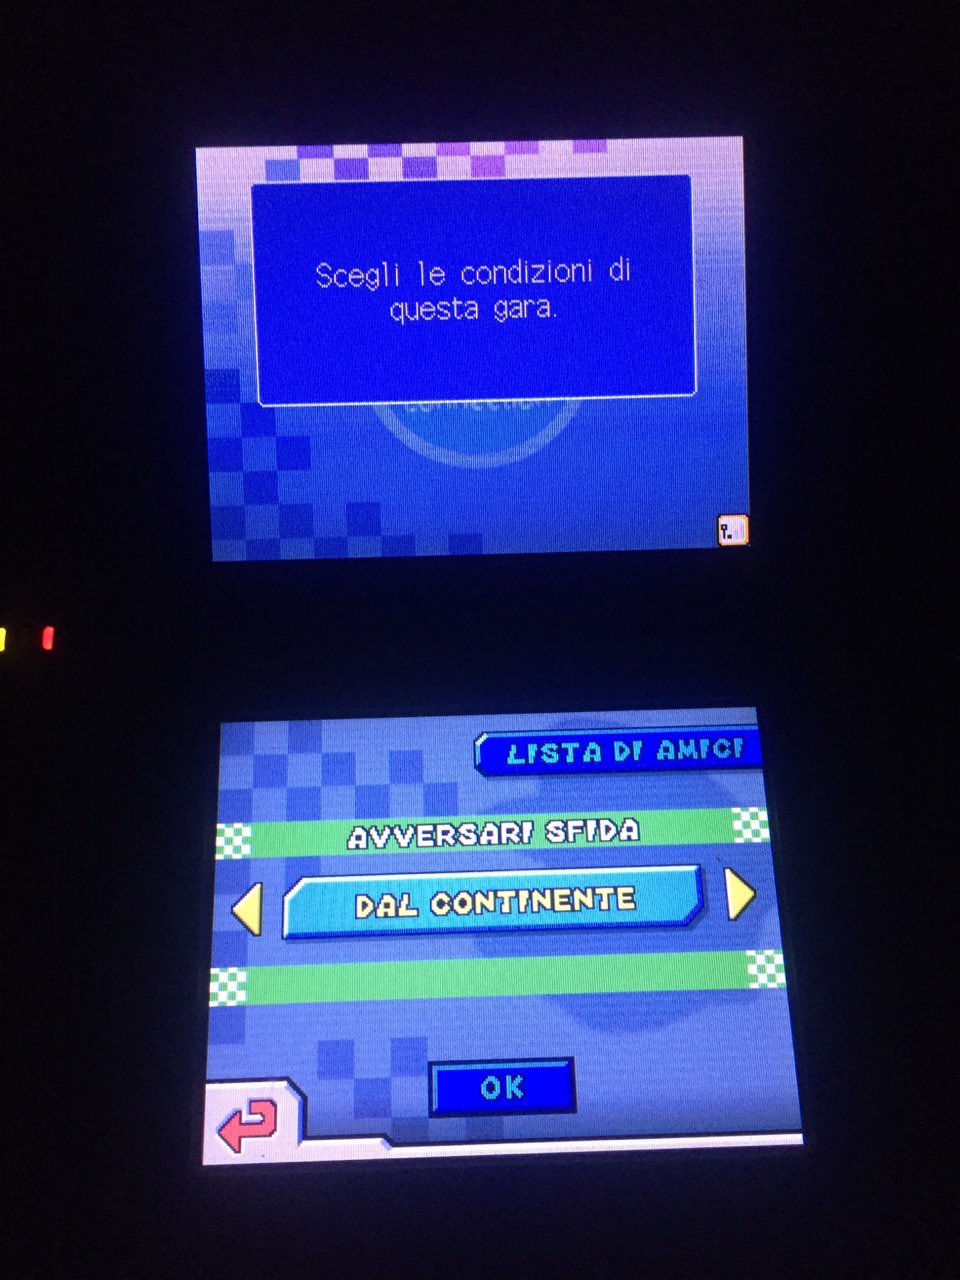 Scegli le condizioni di
questa gara.
LISTA DI AMICI
AVVERSARI SFIDA
DAL CONTINENTE
OK